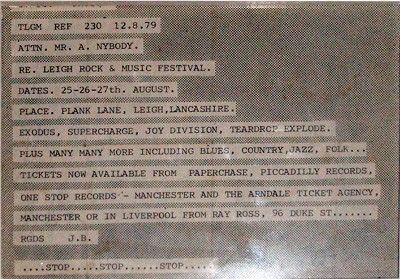 TLGM REF 230 12.8.79
ATTN. MR. A. NYBODY.
RE. LEIGH ROCK & MUSIC FESTIVAL.
DATES. 25-26-27th. AUGUST.
PLACE. PLANK LANE, LEIGH,LANCASHIRE.
EXODUS, SUPERCHARGE, JOY DIVISION, TEARDROP EXPLODE.
PLUS MANY MANY MORE INCLUDING BLUES, COUNTRY,JAZZ, FOLK...
TICKETS NOW AVAILABLE FROM PAPERCHASE, PICCADILLY RECORDS,
ONE STOP RECORDS - MANCHESTER AND THE ARNDALE TICKET AGENCY,
MANCHESTER OR IN LIVERPOOL FROM RAY ROSS, 96 DUKE ST.......
RGDS J.B.
....STOP.....STOP......STOP....